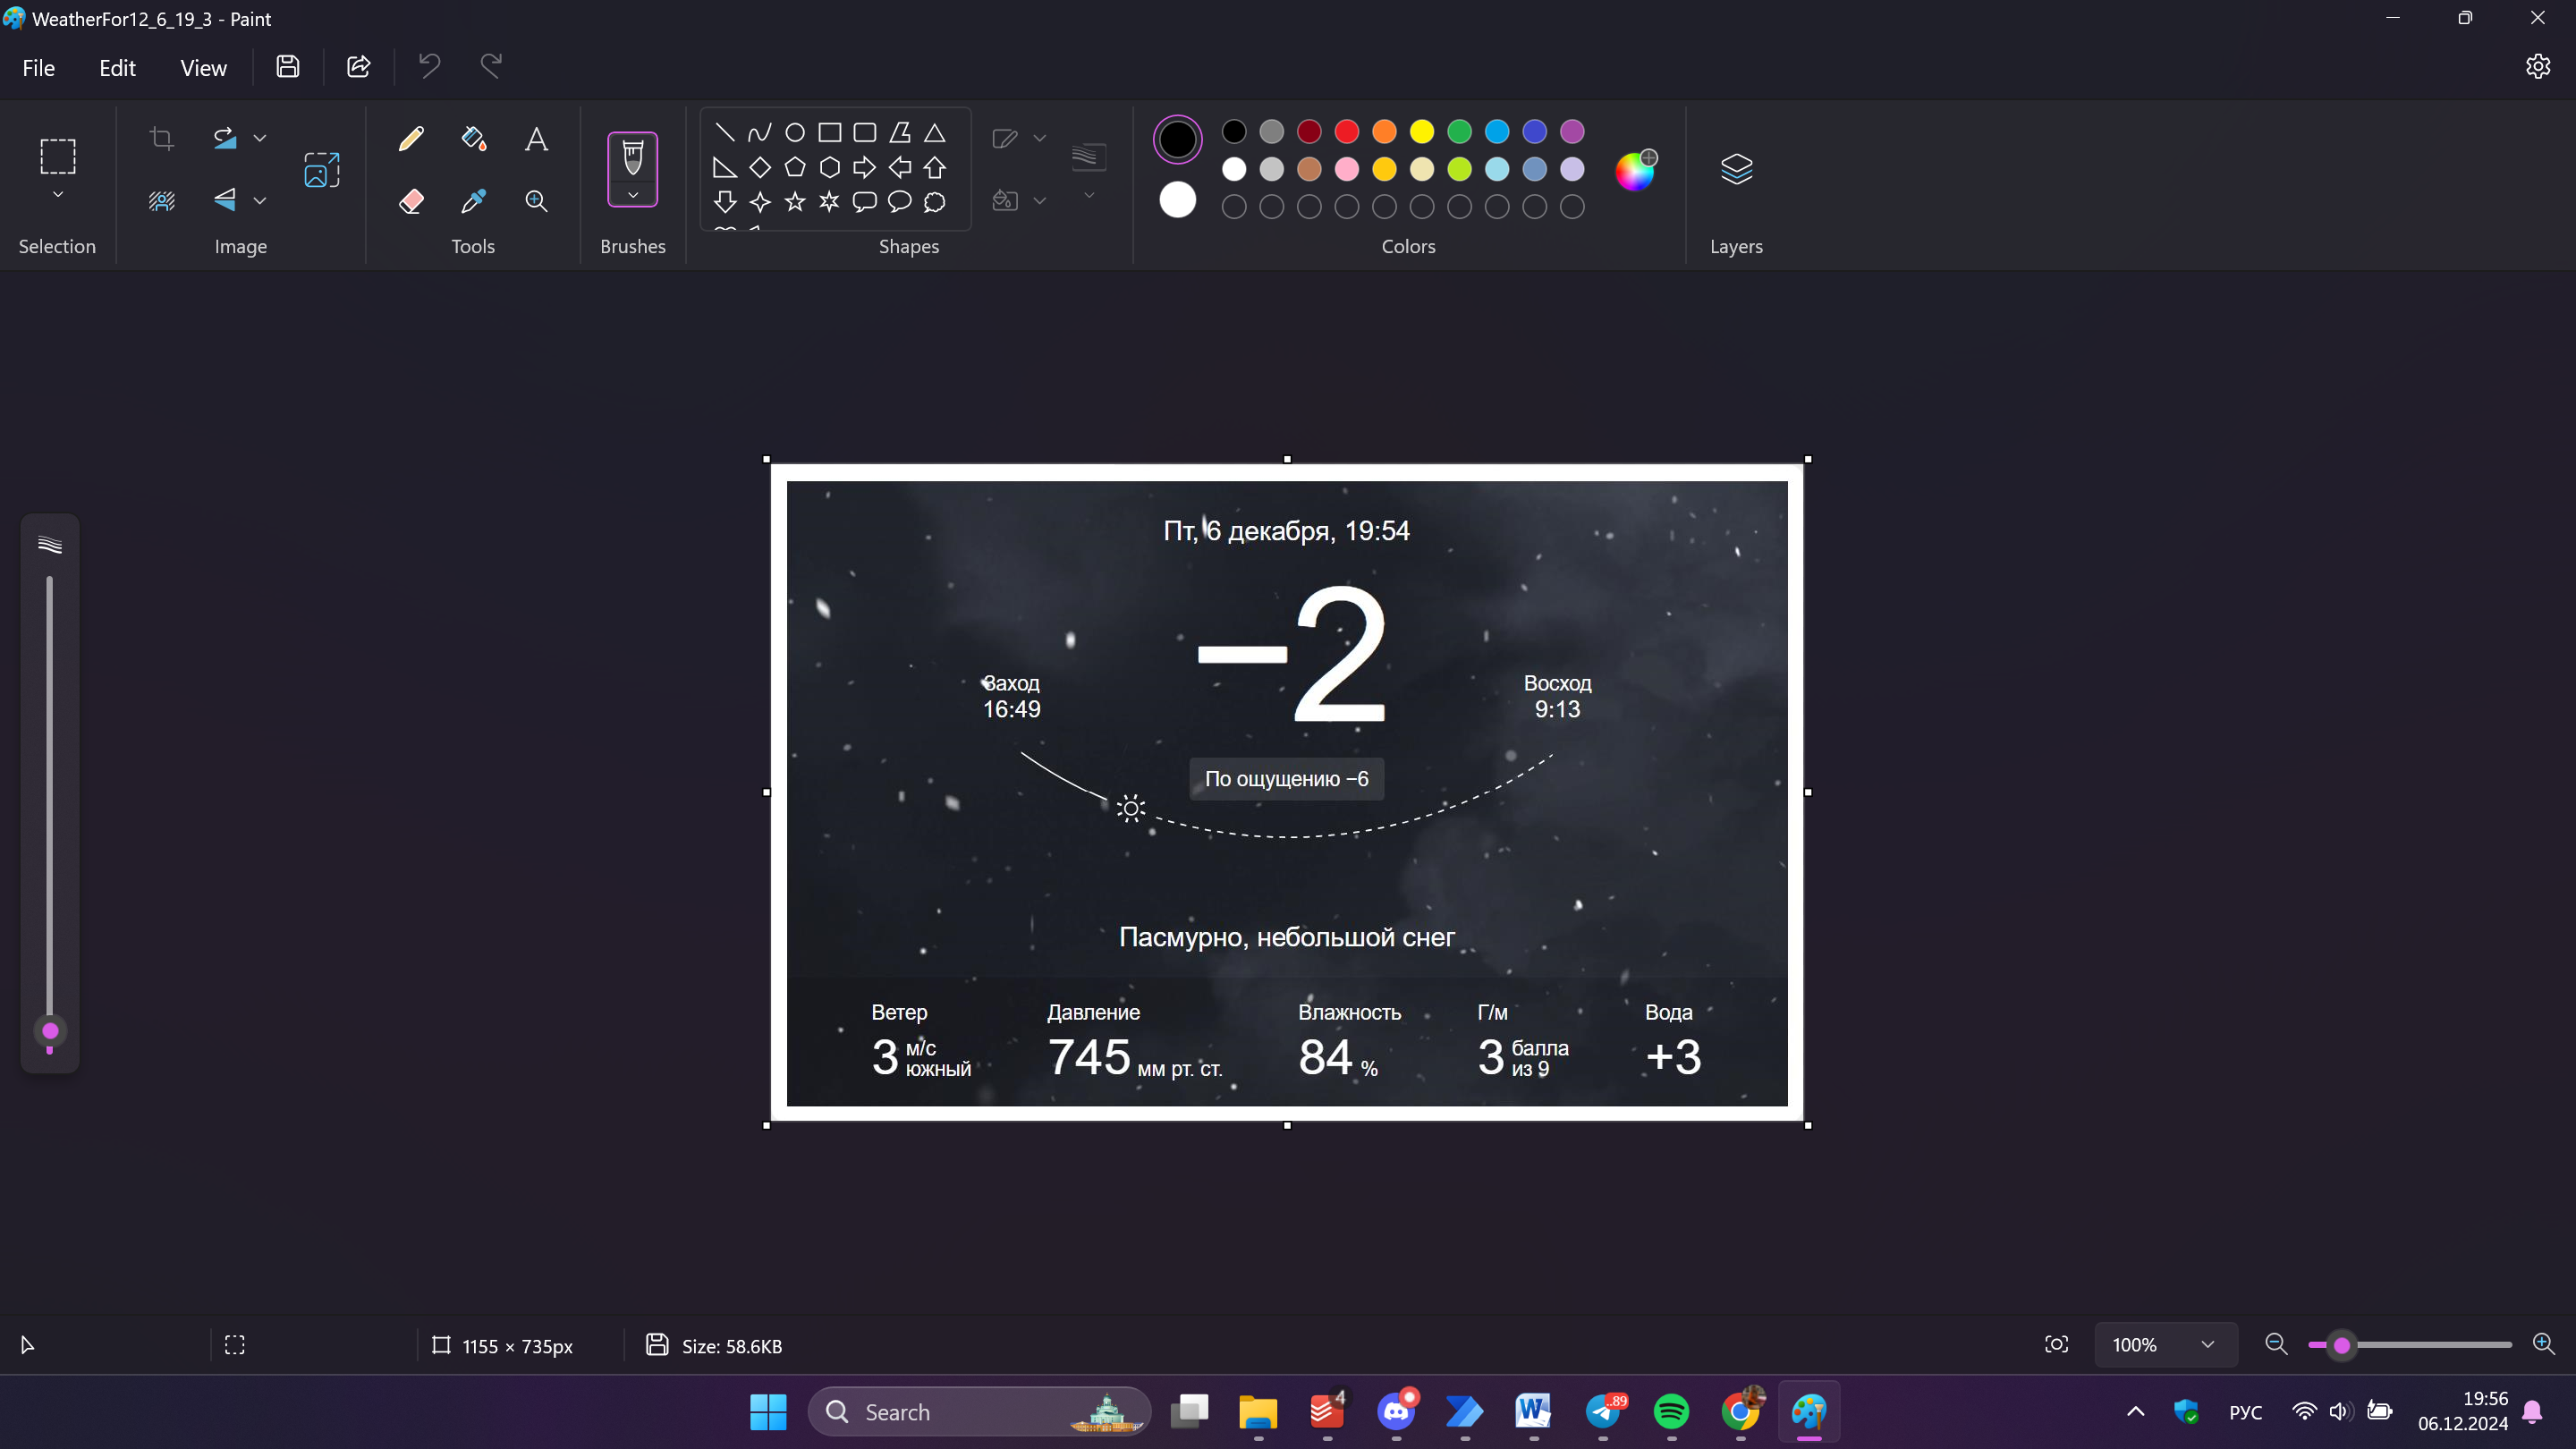 WeatherFor12_6_19_3 - Paint
File Edit View
Selection Image Tools Brushes Shapes Colors Layers
Пт, 6 декабря, 19:54
−2
Заход
16:49
Восход
9:13
По ощущению −6
Пасмурно, небольшой снег
Ветер
3 м/с
южный
Давление
745 мм рт. ст.
Влажность
84 %
Г/м
3 балла
из 9
Вода
+3
1155 × 735px
Size: 58.6KB
100%
Search
4
..89
РУС
19:56
06.12.2024